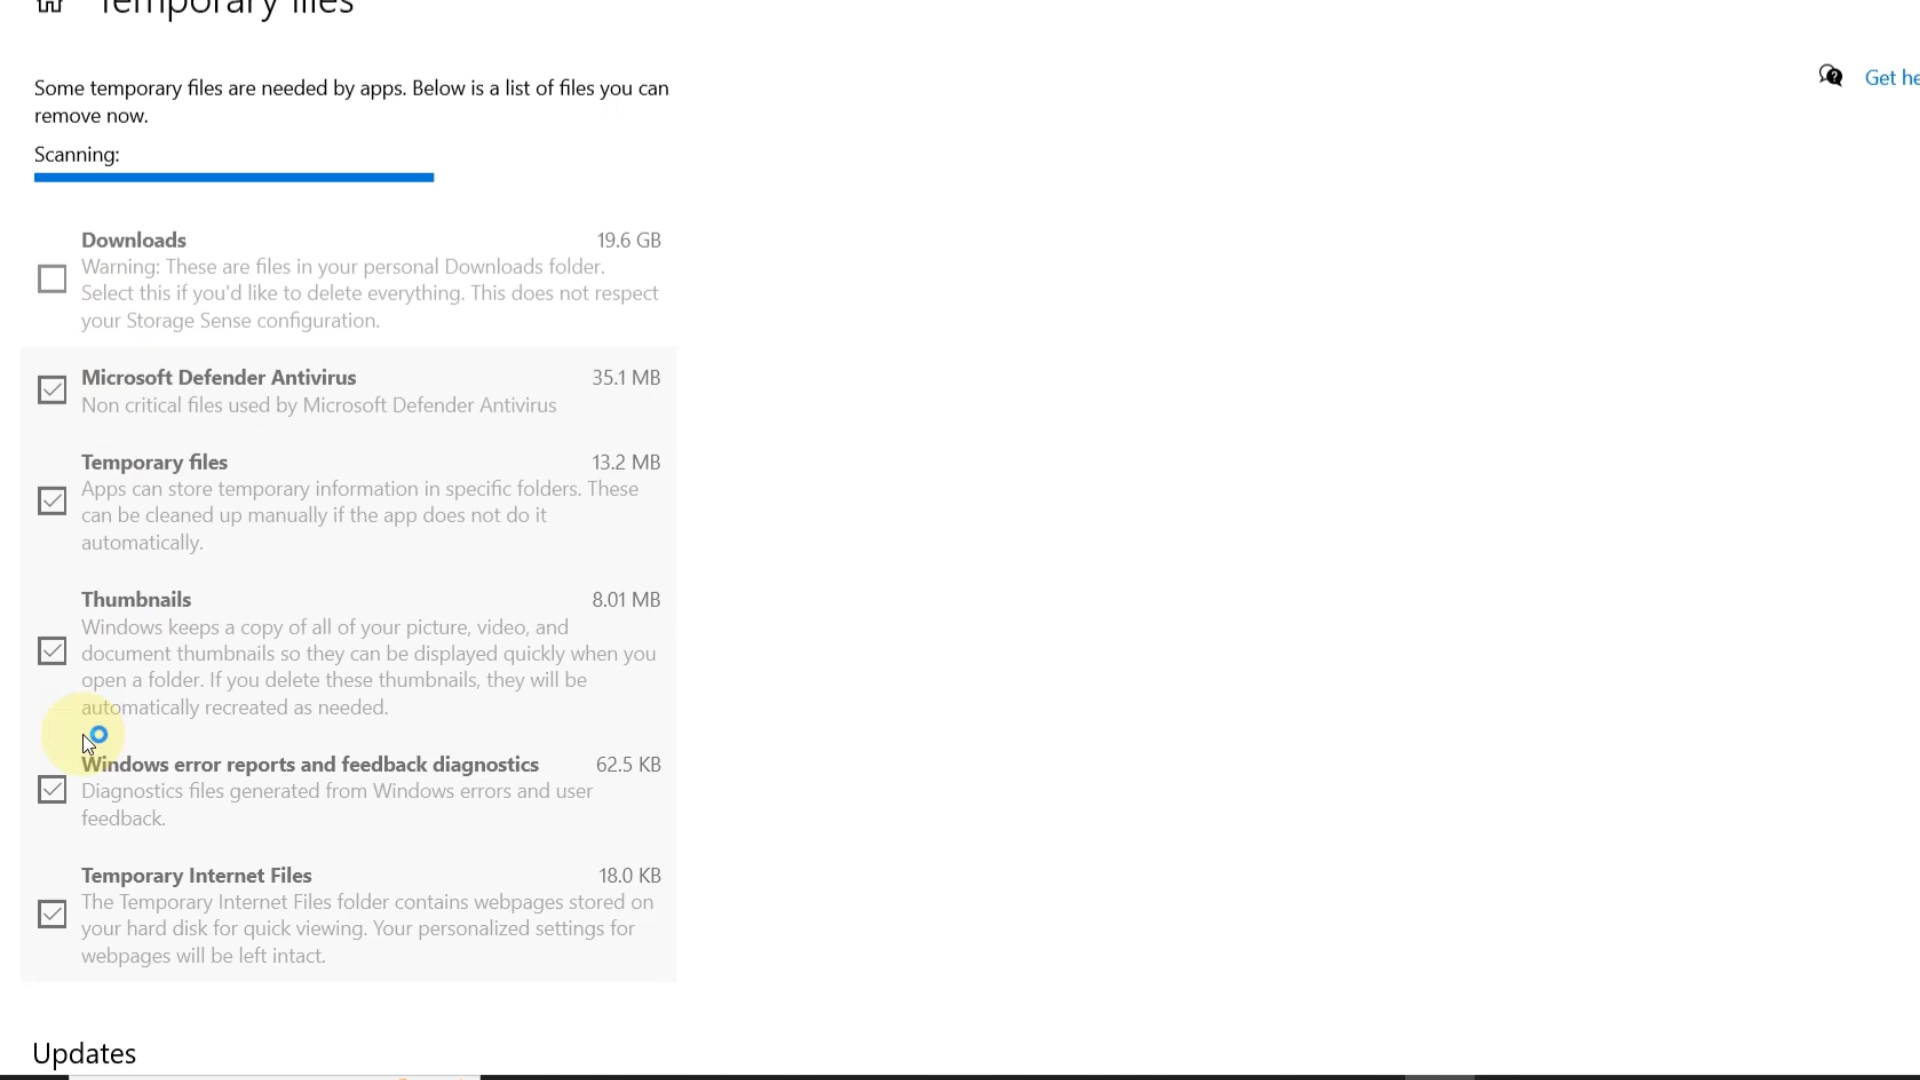 Temporary files
Get he
Some temporary files are needed by apps. Below is a list of files you can
remove now.
Scanning:
Downloads 19.6 GB
Warning: These are files in your personal Downloads folder.
Select this if you'd like to delete everything. This does not respect
your Storage Sense configuration.
Microsoft Defender Antivirus 35.1 MB
Non critical files used by Microsoft Defender Antivirus
Temporary files 13.2 MB
Apps can store temporary information in specific folders. These
can be cleaned up manually if the app does not do it
automatically.
Thumbnails 8.01 MB
Windows keeps a copy of all of your picture, video, and
document thumbnails so they can be displayed quickly when you
open a folder. If you delete these thumbnails, they will be
automatically recreated as needed.
Windows error reports and feedback diagnostics 62.5 KB
Diagnostics files generated from Windows errors and user
feedback.
Temporary Internet Files 18.0 KB
The Temporary Internet Files folder contains webpages stored on
your hard disk for quick viewing. Your personalized settings for
webpages will be left intact.
Updates